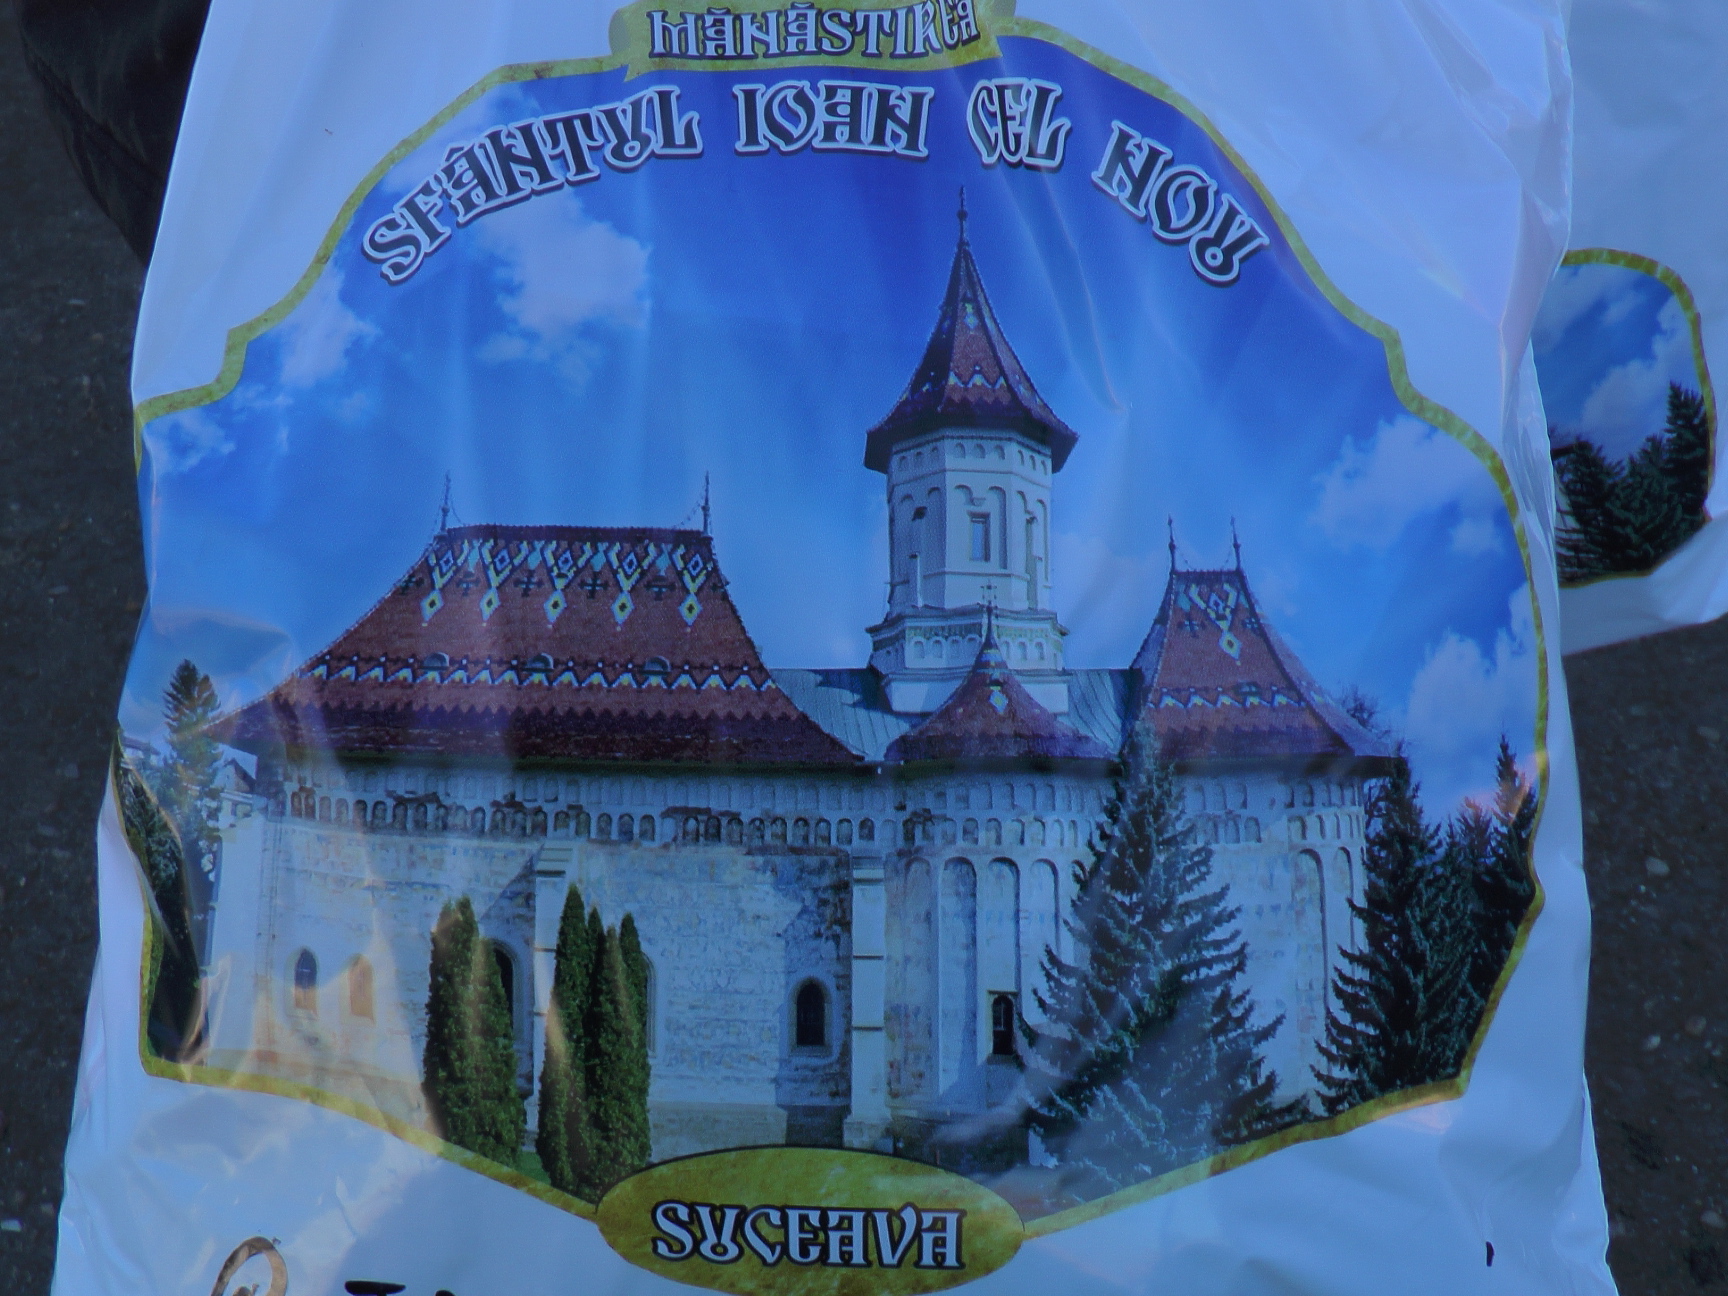 MĂNĂSTIREA
SFÂNTUL IOAN CEL NOU
SUCEAVA